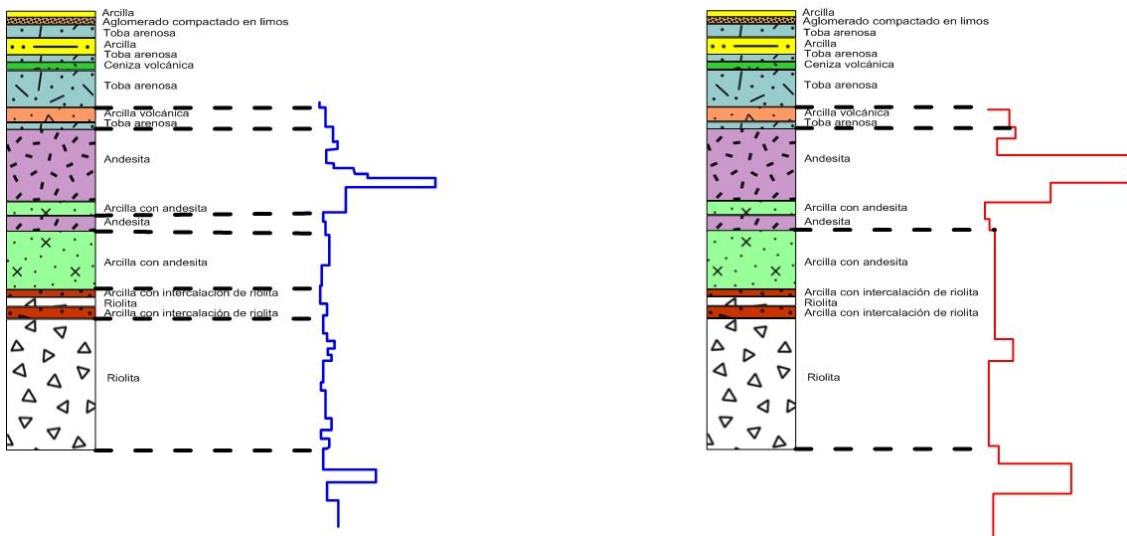 Arcilla
Aglomerado compactado en limos
Toba arenosa
Arcilla
Toba arenosa
Ceniza volcánica
Toba arenosa
Arcilla volcánica
Toba arenosa
Andesita
Arcilla con andesita
Andesita
Arcilla con andesita
Arcilla con intercalación de riolita
Riolita
Arcilla con intercalación de riolita
Riolita
Arcilla
Aglomerado compactado en limos
Toba arenosa
Arcilla
Toba arenosa
Ceniza volcánica
Toba arenosa
Arcilla volcánica
Toba arenosa
Andesita
Arcilla con andesita
Andesita
Arcilla con andesita
Arcilla con intercalación de riolita
Riolita
Arcilla con intercalación de riolita
Riolita